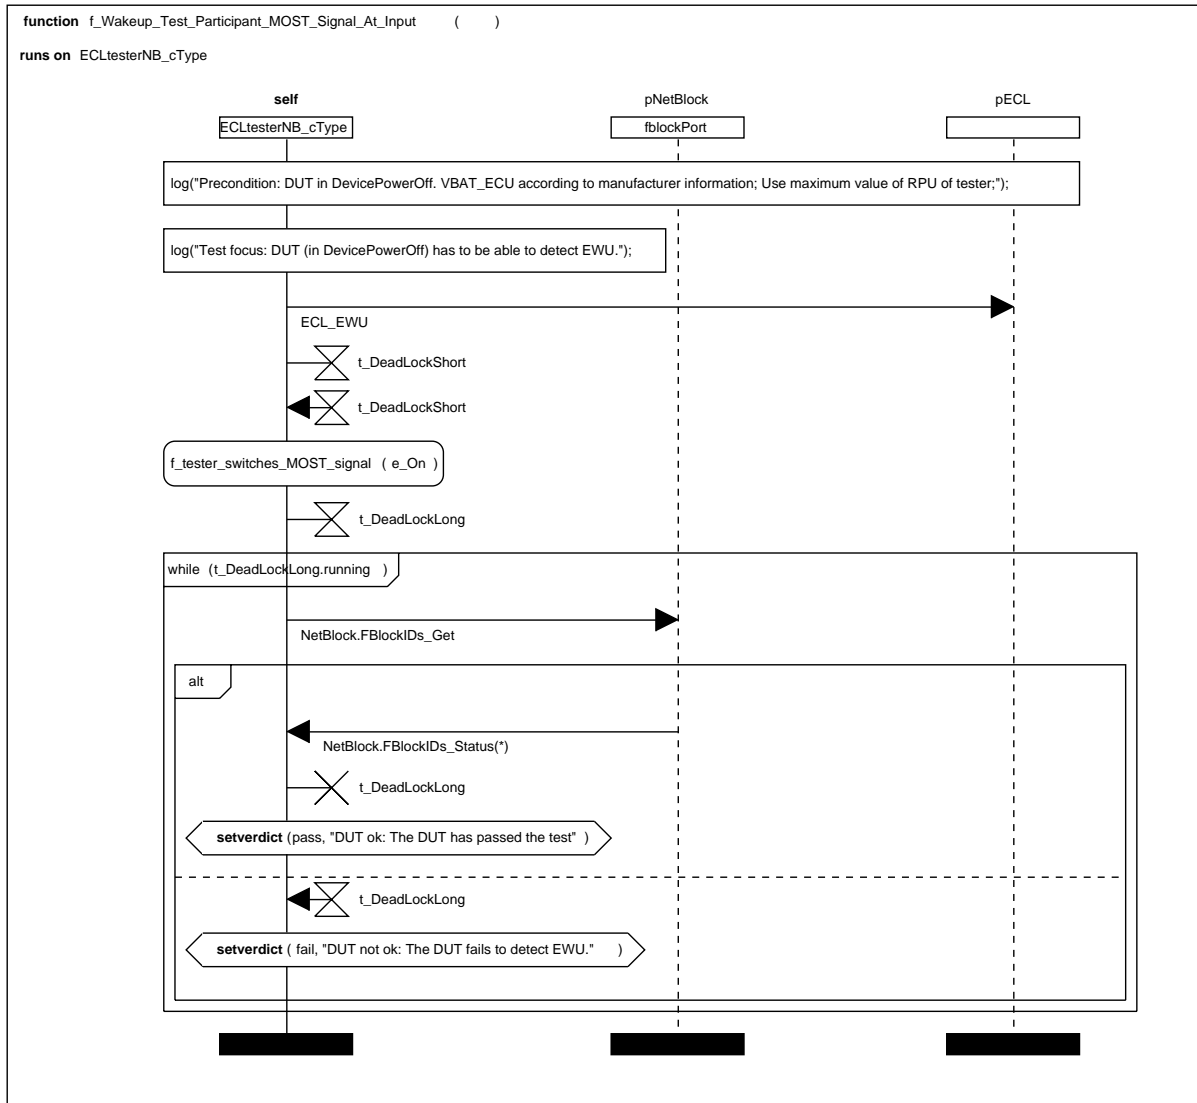 function f_Wakeup_Test_Participant_MOST_Signal_At_Input ( )
runs on ECLtesterNB_cType
self pNetBlock pECL
ECLtesterNB_cType fblockPort
log("Precondition: DUT in DevicePowerOff. VBAT_ECU according to manufacturer information; Use maximum value of RPU of tester;");
log("Test focus: DUT (in DevicePowerOff) has to be able to detect EWU.");
ECL_EWU
t_DeadLockShort
t_DeadLockShort
f_tester_switches_MOST_signal ( e_On )
t_DeadLockLong
while (t_DeadLockLong.running )
NetBlock.FBlockIDs_Get
alt
NetBlock.FBlockIDs_Status(*)
t_DeadLockLong
setverdict (pass, "DUT ok: The DUT has passed the test" )
t_DeadLockLong
setverdict ( fail, "DUT not ok: The DUT fails to detect EWU." )